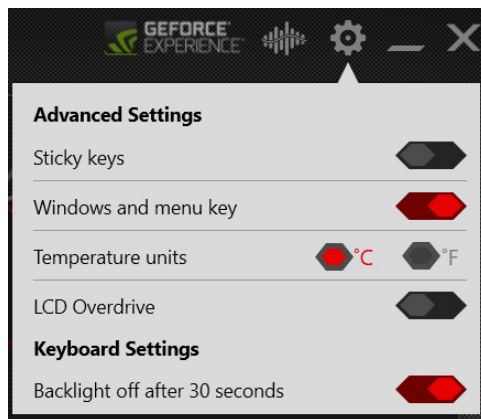 GEFORCE
EXPERIENCE
Advanced Settings
Sticky keys
Windows and menu key
Temperature units °C °F
LCD Overdrive
Keyboard Settings
Backlight off after 30 seconds